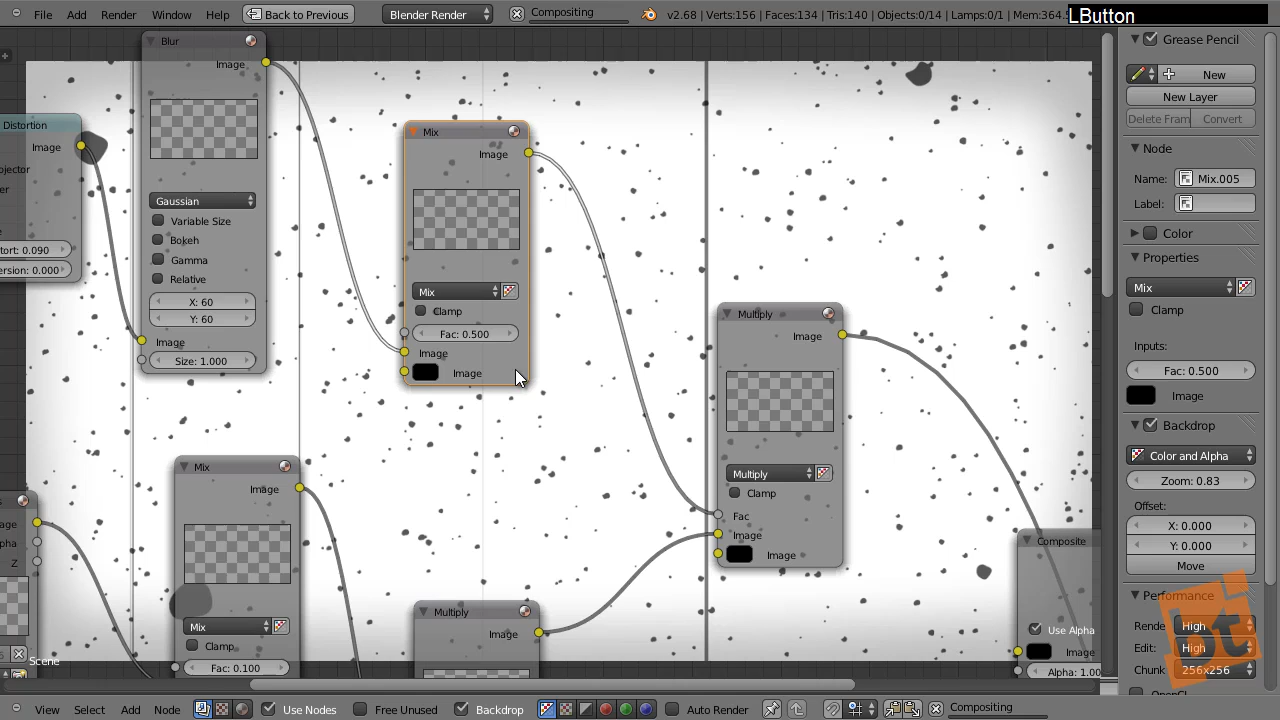 File Add Render Window Help Back to Previous Blender Render Compositing v2.68 | Verts:156 | Faces:134 | Tris:140 | Objects:0/14 | Lamps:0/1 | Mem:364. LButton
Blur
Image
Gaussian
Variable Size
Bokeh
Gamma
Relative
X: 60
Y: 60
Image
Size: 1.000
Distortion
Image
ojector
er
tort: 0.090
ersion: 0.000
Mix
Image
Mix
Clamp
Fac: 0.500
Image
Image
Multiply
Image
Multiply
Clamp
Fac
Image
Image
Mix
Image
Mix
Clamp
Fac: 0.100
Multiply
Image
Composite
Use Alpha
Image
Alpha: 1.00
s
age
lpha
Z
Scene
Grease Pencil
New
New Layer
Delete Fram Convert
Node
Name: Mix.005
Label:
Color
Properties
Mix
Clamp
Inputs:
Fac: 0.500
Image
Backdrop
Color and Alpha
Zoom: 0.83
Offset:
X: 0.000
Y: 0.000
Move
Performance
Rende High
Edit: High
Chunk 256x256
OpenCL
bt
View Select Add Node Use Nodes Free Unused Backdrop Auto Render Compositing